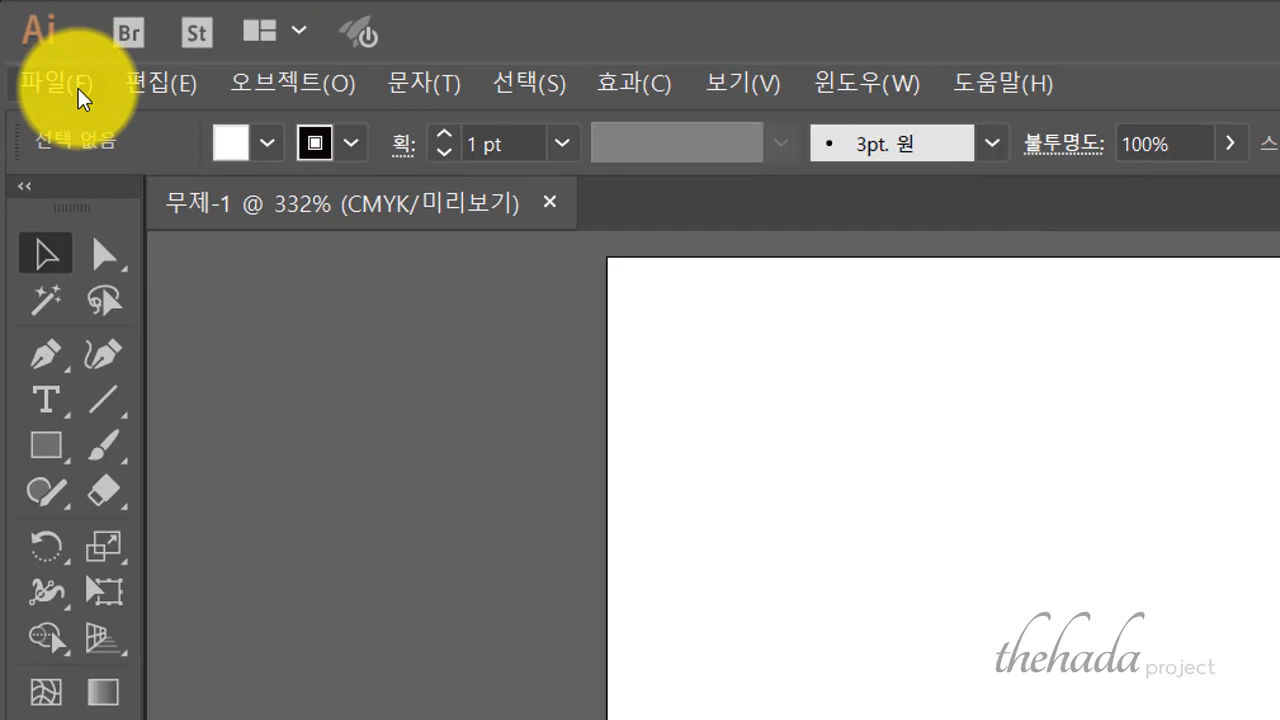 Ai Br St
파일(F) 편집(E) 오브젝트(O) 문자(T) 선택(S) 효과(C) 보기(V) 윈도우(W) 도움말(H)
선택 없음 획: 1 pt 3pt. 원 불투명도: 100% 스
무제-1 @ 332% (CMYK/미리보기)
thehada project